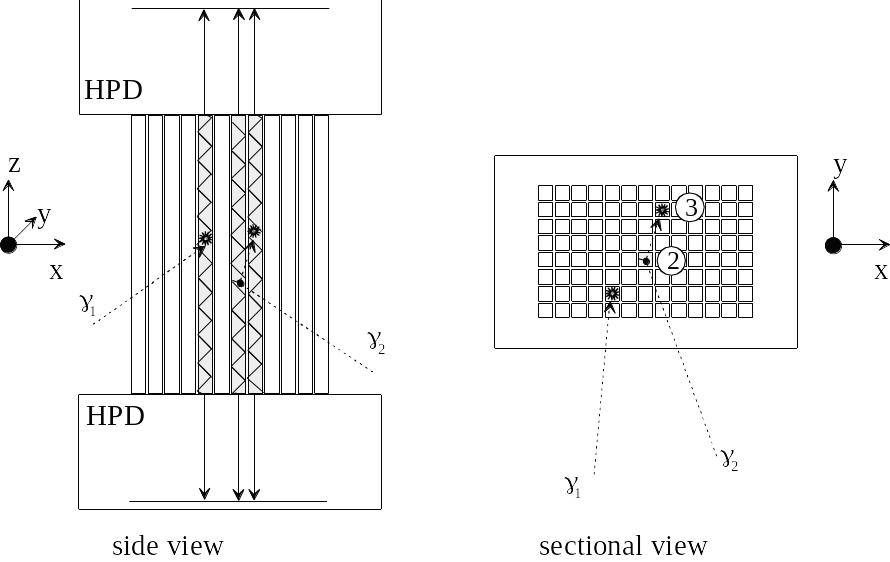 HPD
z
y
x
γ1
γ2
HPD
side view
3
2
y
x
γ1
γ2
sectional view